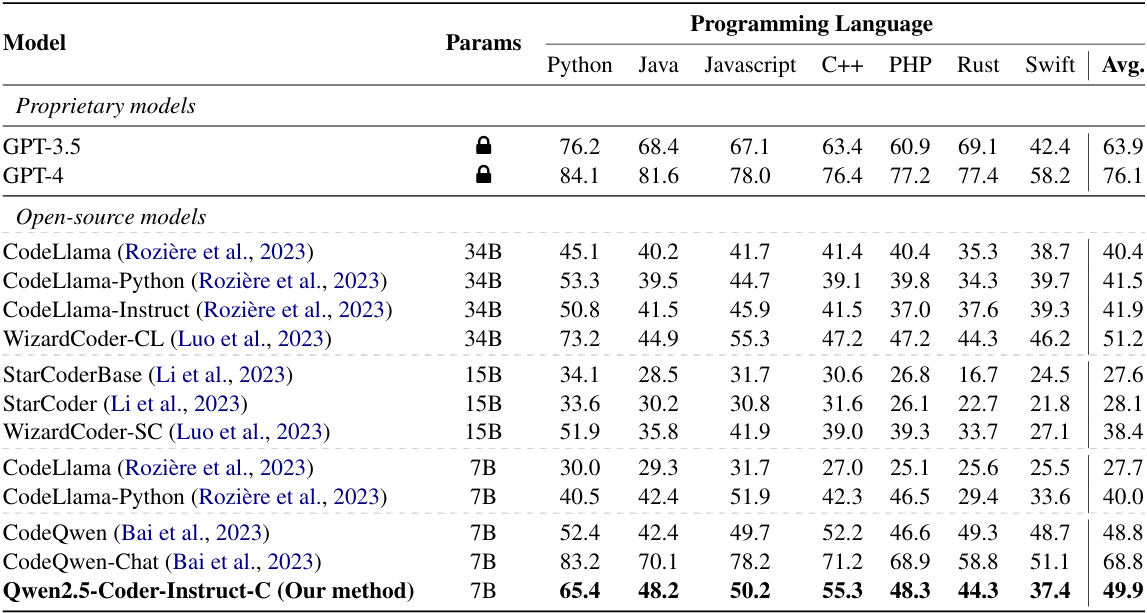 Programming Language
Model Params
Python Java Javascript C++ PHP Rust Swift Avg.
Proprietary models
GPT-3.5 76.2 68.4 67.1 63.4 60.9 69.1 42.4 63.9
GPT-4 84.1 81.6 78.0 76.4 77.2 77.4 58.2 76.1
Open-source models
CodeLlama (Rozière et al., 2023) 34B 45.1 40.2 41.7 41.4 40.4 35.3 38.7 40.4
CodeLlama-Python (Rozière et al., 2023) 34B 53.3 39.5 44.7 39.1 39.8 34.3 39.7 41.5
CodeLlama-Instruct (Rozière et al., 2023) 34B 50.8 41.5 45.9 41.5 37.0 37.6 39.3 41.9
WizardCoder-CL (Luo et al., 2023) 34B 73.2 44.9 55.3 47.2 47.2 44.3 46.2 51.2
StarCoderBase (Li et al., 2023) 15B 34.1 28.5 31.7 30.6 26.8 16.7 24.5 27.6
StarCoder (Li et al., 2023) 15B 33.6 30.2 30.8 31.6 26.1 22.7 21.8 28.1
WizardCoder-SC (Luo et al., 2023) 15B 51.9 35.8 41.9 39.0 39.3 33.7 27.1 38.4
CodeLlama (Rozière et al., 2023) 7B 30.0 29.3 31.7 27.0 25.1 25.6 25.5 27.7
CodeLlama-Python (Rozière et al., 2023) 7B 40.5 42.4 51.9 42.3 46.5 29.4 33.6 40.0
CodeQwen (Bai et al., 2023) 7B 52.4 42.4 49.7 52.2 46.6 49.3 48.7 48.8
CodeQwen-Chat (Bai et al., 2023) 7B 83.2 70.1 78.2 71.2 68.9 58.8 51.1 68.8
Qwen2.5-Coder-Instruct-C (Our method) 7B 65.4 48.2 50.2 55.3 48.3 44.3 37.4 49.9